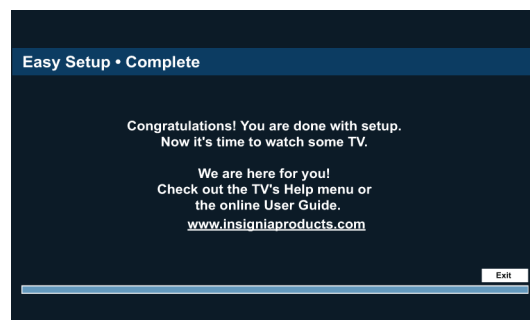 Easy Setup • Complete
Congratulations! You are done with setup.
Now it's time to watch some TV.
We are here for you!
Check out the TV's Help menu or
the online User Guide.
www.insigniaproducts.com
Exit